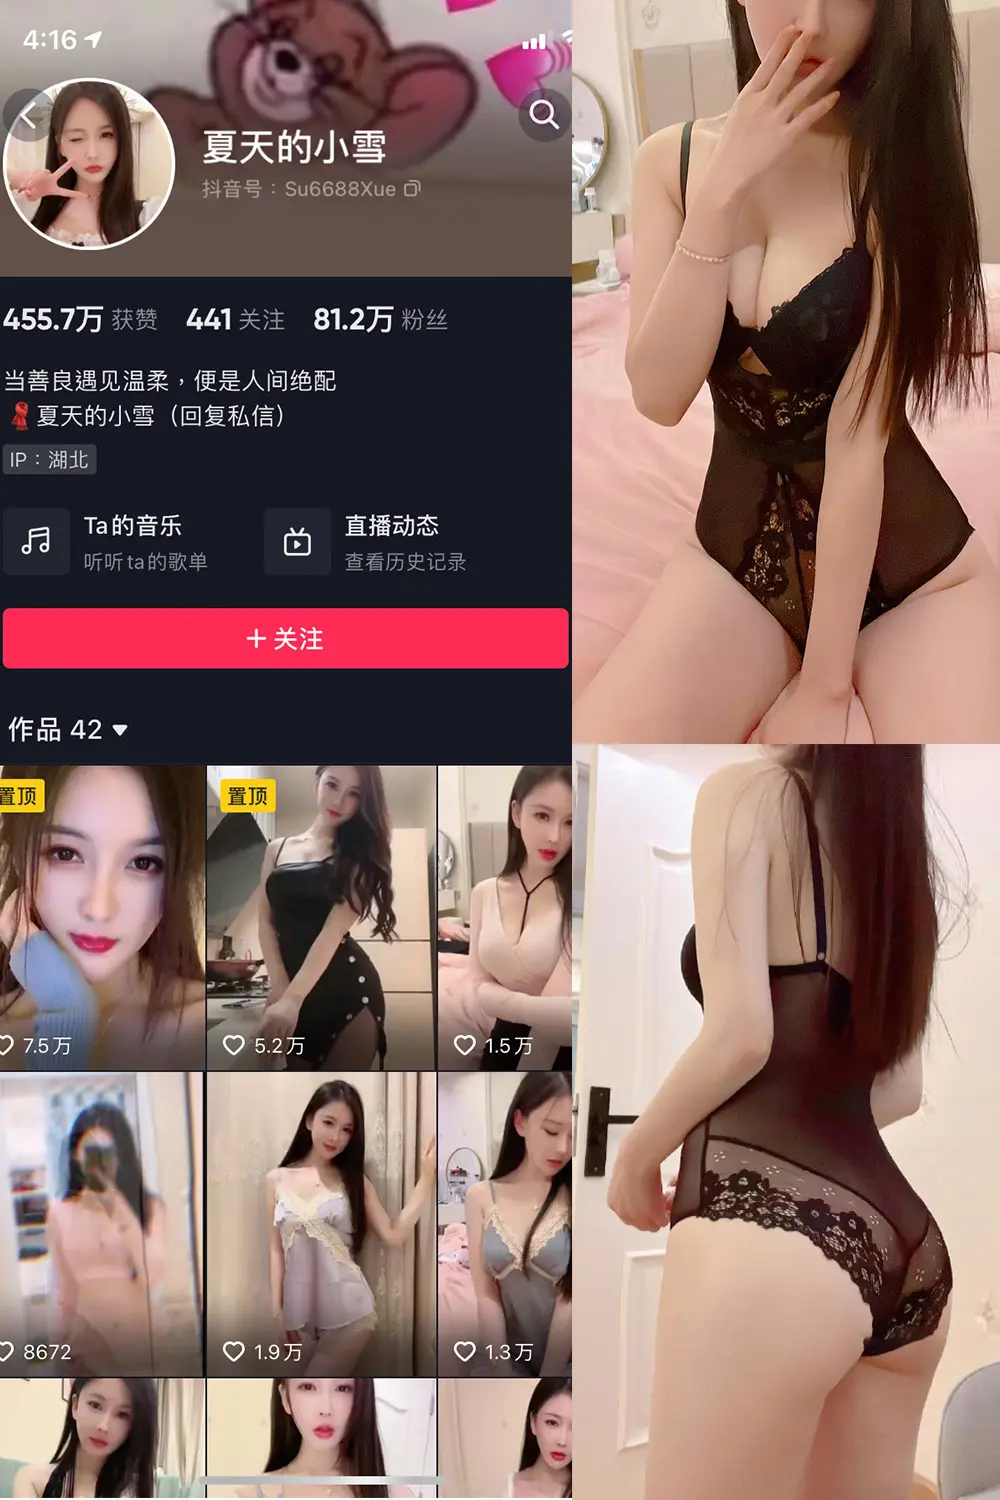 4:16
夏天的小雪
抖音号：Su6688Xue
455.7万 获赞 441 关注 81.2万 粉丝
当善良遇见温柔，便是人间绝配
夏天的小雪（回复私信）
IP：湖北
Ta的音乐
听听ta的歌单
直播动态
查看历史记录
+ 关注
作品 42
置顶
置顶
7.5万
5.2万
1.5万
8672
1.9万
1.3万